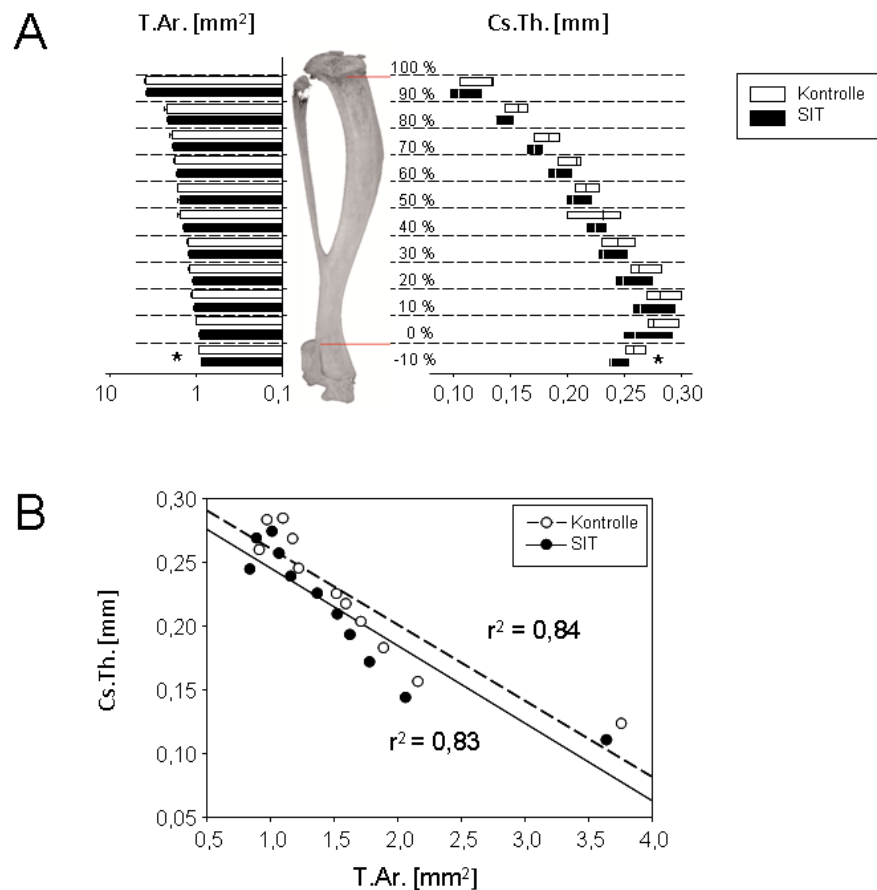 A
T.Ar. [mm²]
Cs.Th. [mm]
100 %
90 %
80 %
70 %
60 %
50 %
40 %
30 %
20 %
10 %
0 %
-10 %
*
*
10 1 0,1
0,10 0,15 0,20 0,25 0,30
Kontrolle
SIT
B
Cs.Th. [mm]
0,30
0,25
0,20
0,15
0,10
0,05
Kontrolle
SIT
r² = 0,84
r² = 0,83
0,5 1,0 1,5 2,0 2,5 3,0 3,5 4,0
T.Ar. [mm²]